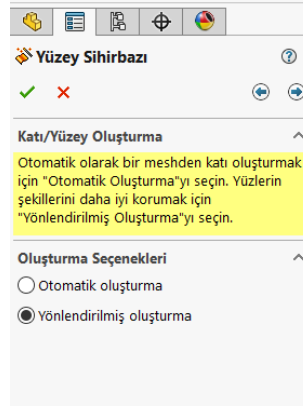 Yüzey Sihirbazı
Katı/Yüzey Oluşturma
Otomatik olarak bir meshden katı oluşturmak
için "Otomatik Oluşturma"yı seçin. Yüzlerin
şekillerini daha iyi korumak için
"Yönlendirilmiş Oluşturma"yı seçin.
Oluşturma Seçenekleri
Otomatik oluşturma
Yönlendirilmiş oluşturma